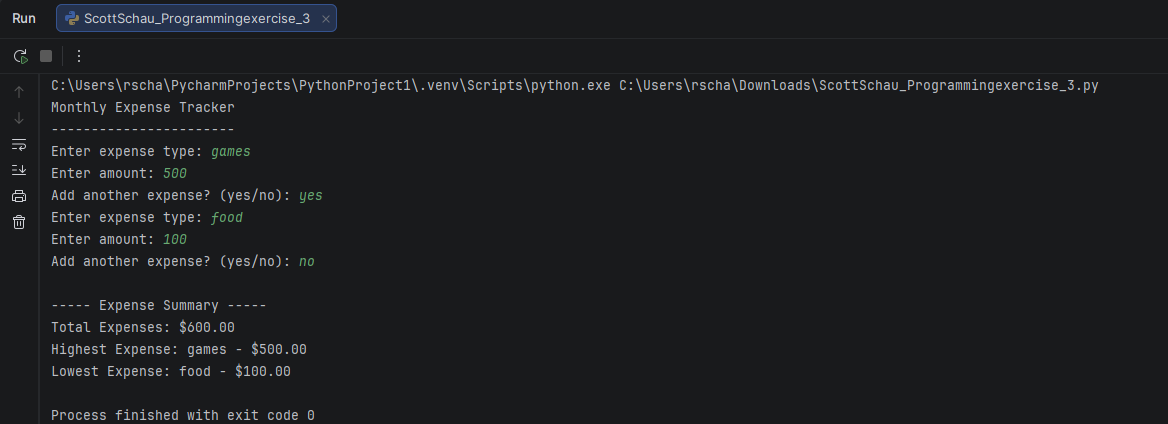 Run ScottSchau_Programmingexercise_3
C:\Users\rscha\PycharmProjects\PythonProject1\.venv\Scripts\python.exe C:\Users\rscha\Downloads\ScottSchau_Programmingexercise_3.py
Monthly Expense Tracker
-----------------------
Enter expense type: games
Enter amount: 500
Add another expense? (yes/no): yes
Enter expense type: food
Enter amount: 100
Add another expense? (yes/no): no
----- Expense Summary -----
Total Expenses: $600.00
Highest Expense: games - $500.00
Lowest Expense: food - $100.00
Process finished with exit code 0